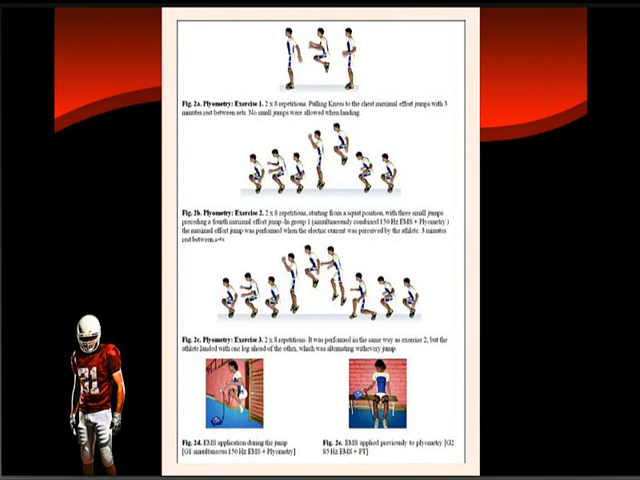 Fig. 2a. Plyometry: Exercise 1. 2 x 8 repetitions. Pulling Knees to the chest maximal effort jumps with 3
minutes rest between sets. No small jumps were allowed when landing.
Fig. 2b. Plyometry: Exercise 2. 2 x 8 repetitions, starting from a squat position, with three small jumps
preceding a fourth maximal effort jump.-In group 1 (simultaneously combined 150 Hz EMS + Plyometry )
the maximal effort jump was performed when the electric current was perceived by the athlete. 3 minutes
rest between sets.
Fig. 2c. Plyometry: Exercise 3. 2 x 8 repetitions. It was performed in the same way as exercise 2, but the
athlete landed with one leg ahead of the other, which was alternating with every jump.
Fig. 2d. EMS application during the jump
[G1 simultaneous 150 Hz EMS + Plyometry]
Fig. 2e. EMS applied previously to plyometry [G2
85 Hz EMS + PT]
21